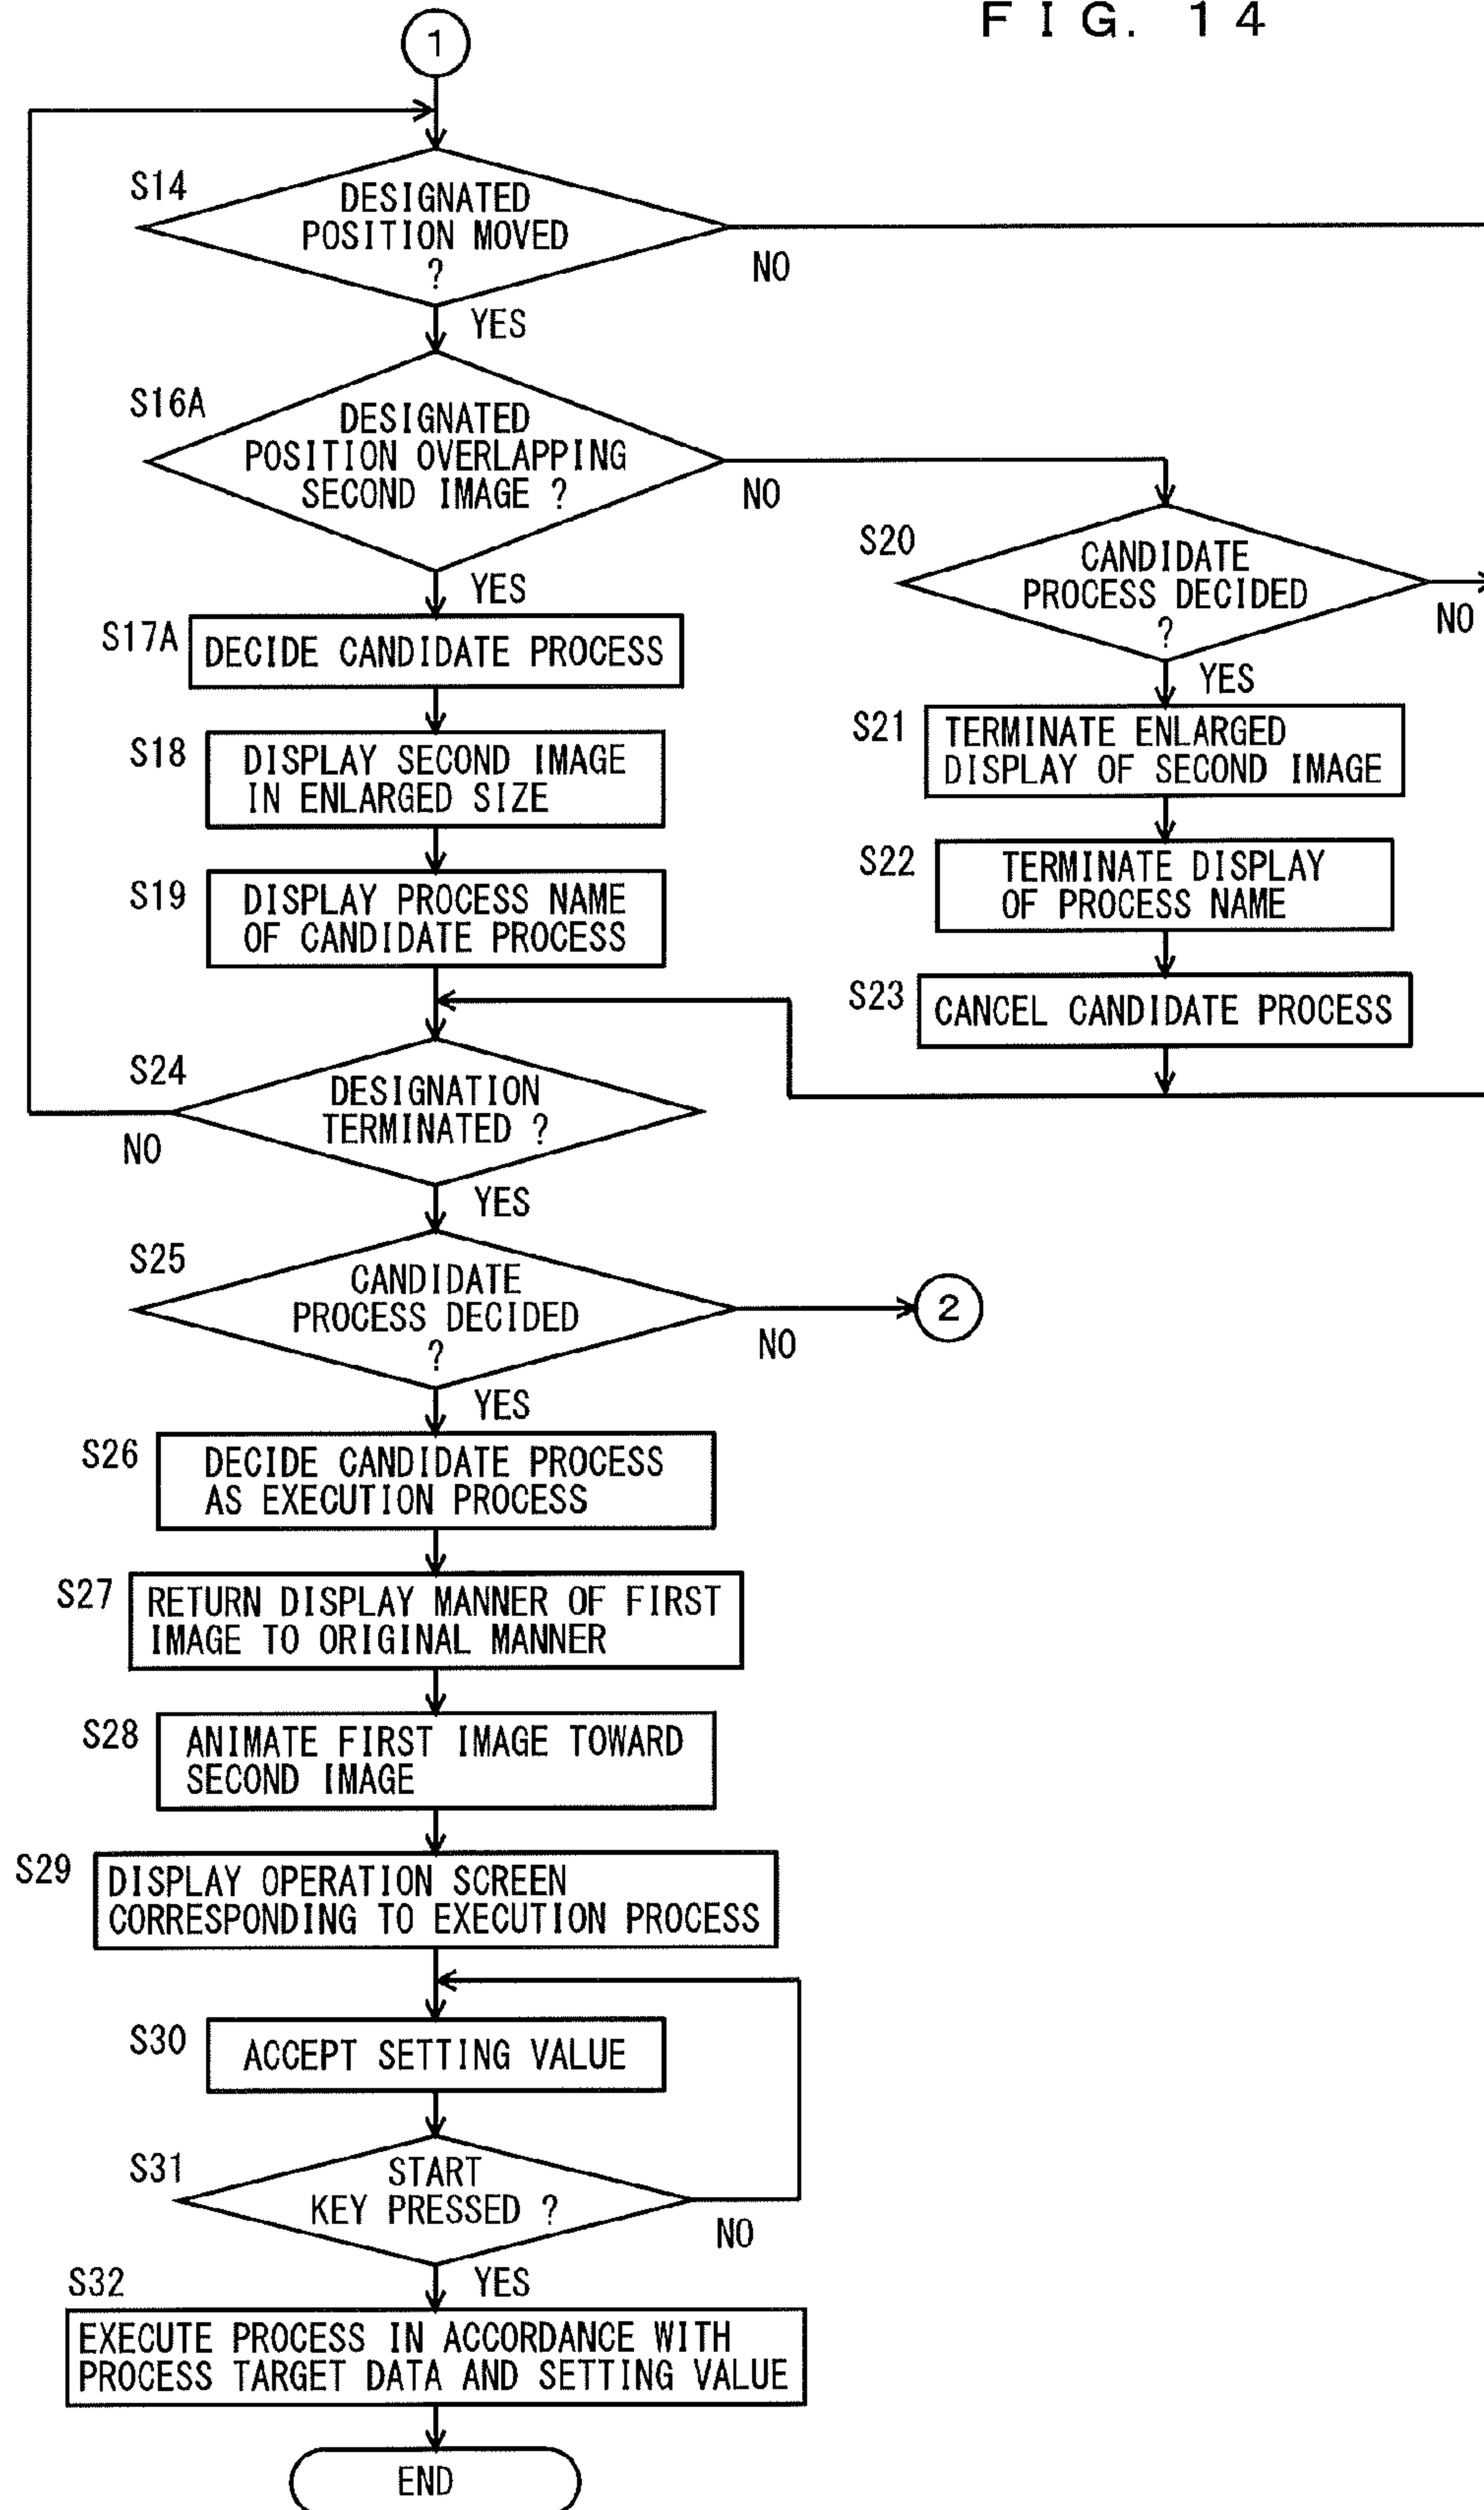 FIG. 14
1
S14
DESIGNATED
POSITION MOVED
?
NO
YES
S16A
DESIGNATED
POSITION OVERLAPPING
SECOND IMAGE ?
NO
YES
S20
CANDIDATE
PROCESS DECIDED
?
NO
YES
S17A
DECIDE CANDIDATE PROCESS
S18
DISPLAY SECOND IMAGE
IN ENLARGED SIZE
S19
DISPLAY PROCESS NAME
OF CANDIDATE PROCESS
S21
TERMINATE ENLARGED
DISPLAY OF SECOND IMAGE
S22
TERMINATE DISPLAY
OF PROCESS NAME
S23
CANCEL CANDIDATE PROCESS
S24
DESIGNATION
TERMINATED ?
NO
YES
S25
CANDIDATE
PROCESS DECIDED
?
NO
2
YES
S26
DECIDE CANDIDATE PROCESS
AS EXECUTION PROCESS
S27
RETURN DISPLAY MANNER OF FIRST
IMAGE TO ORIGINAL MANNER
S28
ANIMATE FIRST IMAGE TOWARD
SECOND IMAGE
S29
DISPLAY OPERATION SCREEN
CORRESPONDING TO EXECUTION PROCESS
S30
ACCEPT SETTING VALUE
S31
START
KEY PRESSED ?
NO
YES
S32
EXECUTE PROCESS IN ACCORDANCE WITH
PROCESS TARGET DATA AND SETTING VALUE
END